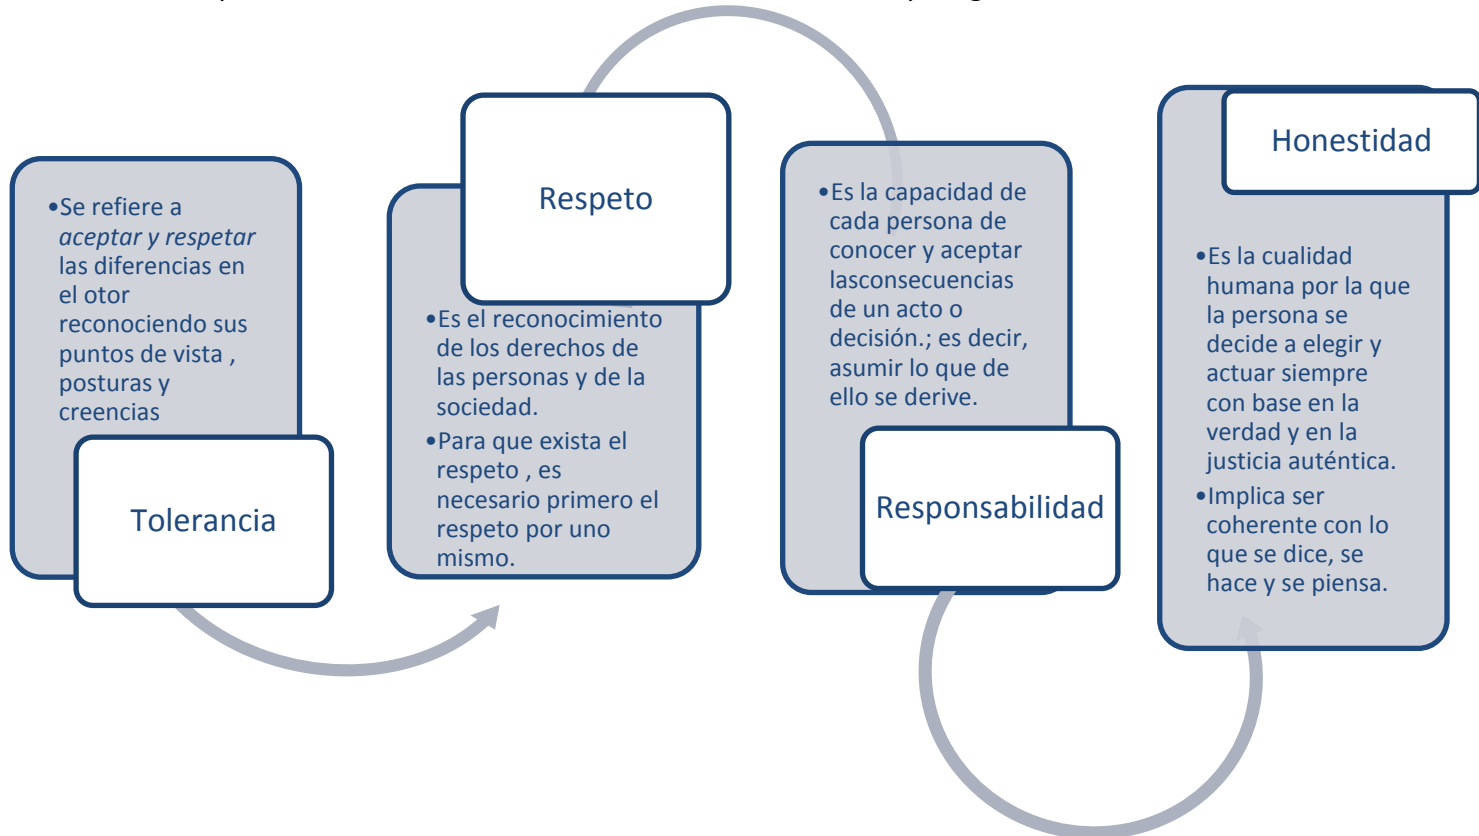 •Se refiere a
aceptar y respetar
las diferencias en
el otor
reconociendo sus
puntos de vista ,
posturas y
creencias
Tolerancia
Respeto
•Es el reconocimiento
de los derechos de
las personas y de la
sociedad.
•Para que exista el
respeto , es
necesario primero el
respeto por uno
mismo.
•Es la capacidad de
cada persona de
conocer y aceptar
lasconsecuencias
de un acto o
decisión.; es decir,
asumir lo que de
ello se derive.
Responsabilidad
Honestidad
•Es la cualidad
humana por la que
la persona se
decide a elegir y
actuar siempre
con base en la
verdad y en la
justicia auténtica.
•Implica ser
coherente con lo
que se dice, se
hace y se piensa.